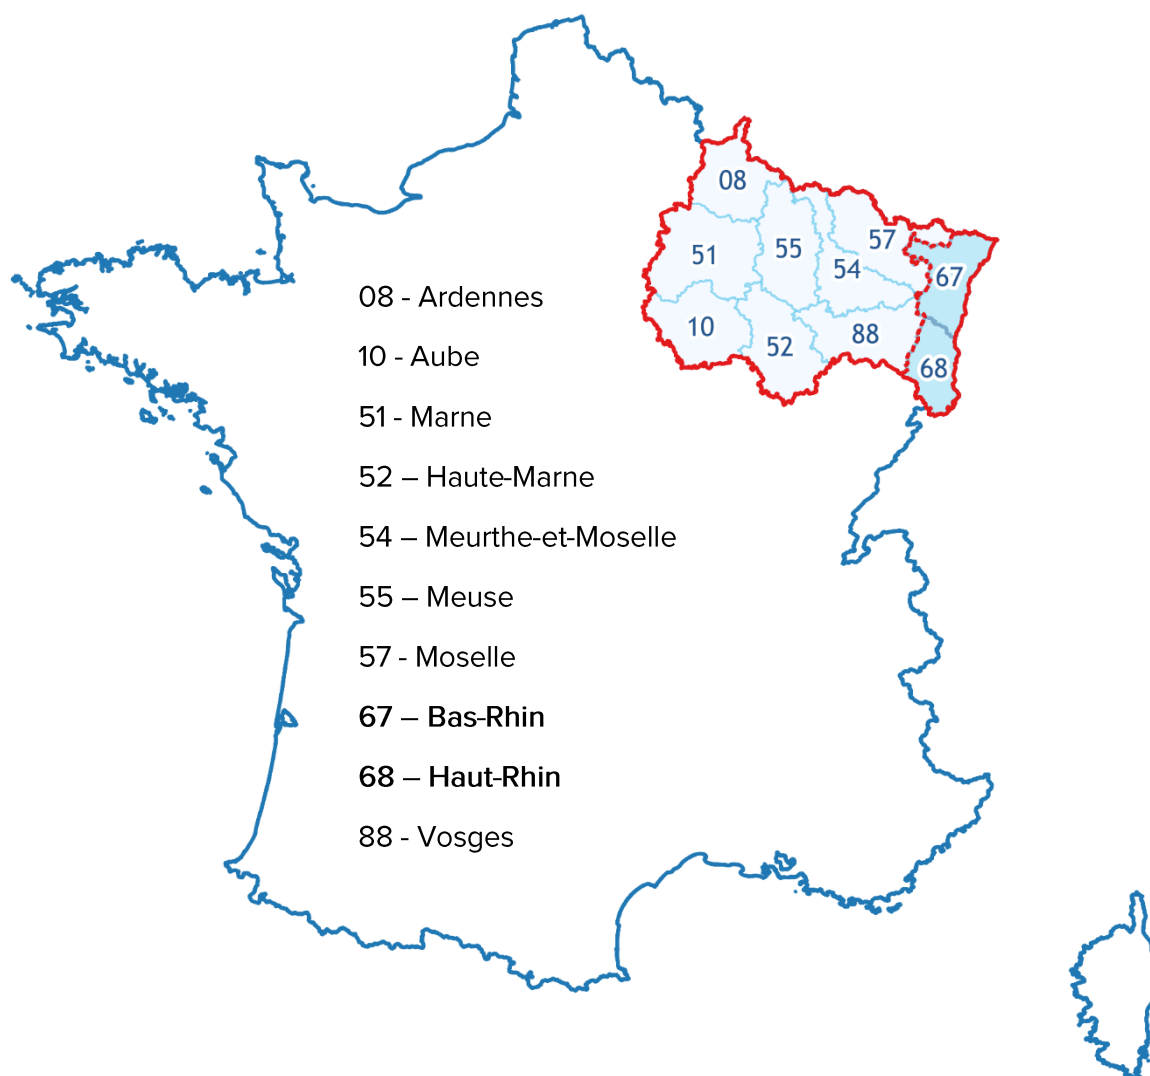 08
57
51
55
67
54
10
88
52
68
08 - Ardennes
10 - Aube
51 - Marne
52 – Haute-Marne
54 – Meurthe-et-Moselle
55 – Meuse
57 - Moselle
67 – Bas-Rhin
68 – Haut-Rhin
88 - Vosges